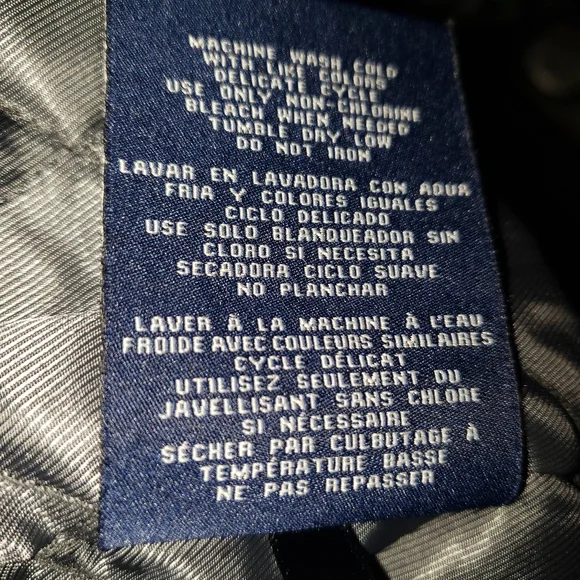 MACHINE WASH COLD
WITH LIKE COLORS
DELICATE CYCLE
USE ONLY NON-CHLORINE
BLEACH WHEN NEEDED
TUMBLE DRY LOW
DO NOT IRON
LAVAR EN LAVADORA CON AGUA
FRIA Y COLORES IGUALES
CICLO DELICADO
USE SOLO BLANQUEADOR SIN
CLORO SI NECESITA
SECADORA CICLO SUAVE
NO PLANCHAR
LAVER À LA MACHINE À L'EAU
FROIDE AVEC COULEURS SIMILAIRES
CYCLE DÉLICAT
UTILISEZ SEULEMENT DU
JAVELLISANT SANS CHLORE
SI NÉCESSAIRE
SÉCHER PAR CULBUTAGE À
TEMPÉRATURE BASSE
NE PAS REPASSER